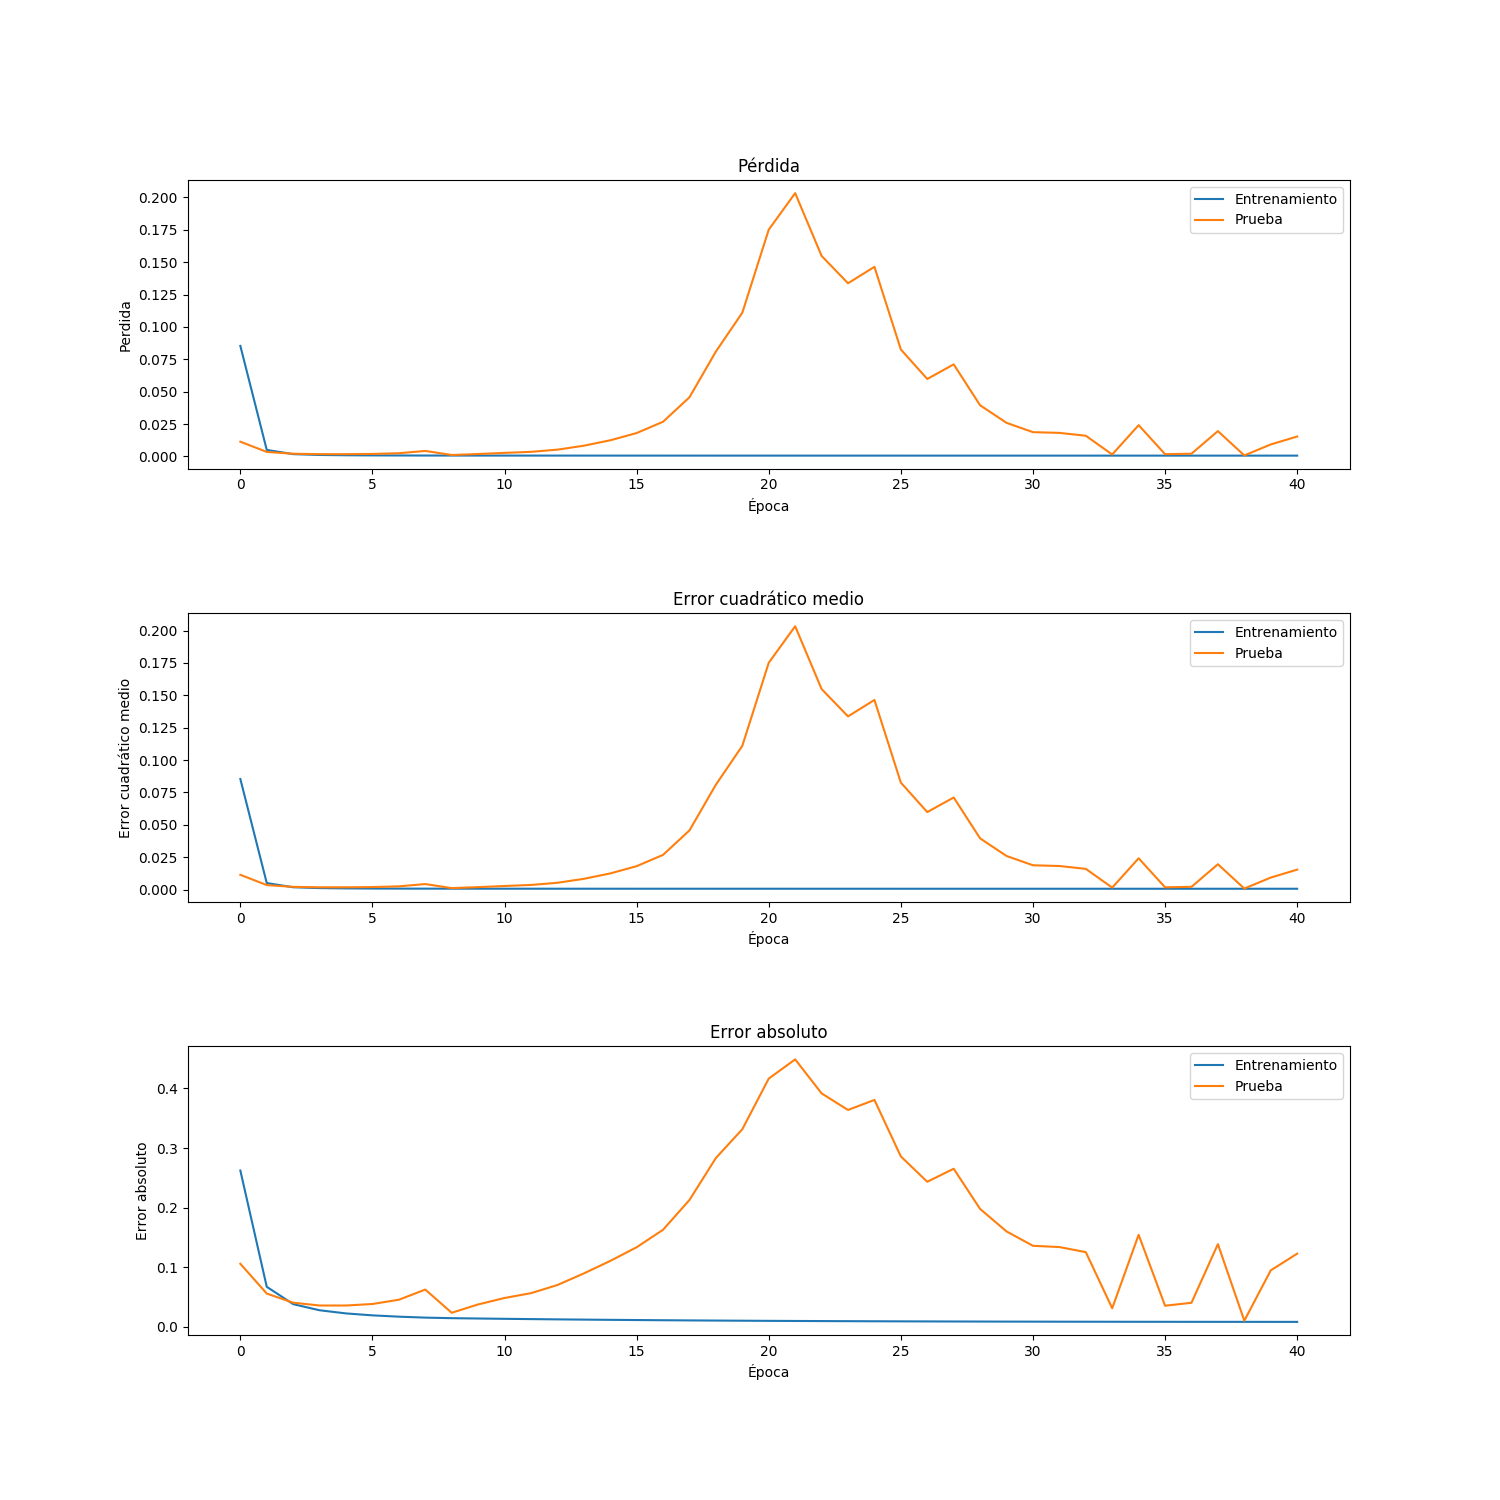 Pérdida
Perdida
0.200
0.175
0.150
0.125
0.100
0.075
0.050
0.025
0.000
Entrenamiento
Prueba
0 5 10 15 20 25 30 35 40
Época
Error cuadrático medio
Error cuadrático medio
0.200
0.175
0.150
0.125
0.100
0.075
0.050
0.025
0.000
Entrenamiento
Prueba
0 5 10 15 20 25 30 35 40
Época
Error absoluto
Error absoluto
0.4
0.3
0.2
0.1
0.0
Entrenamiento
Prueba
0 5 10 15 20 25 30 35 40
Época